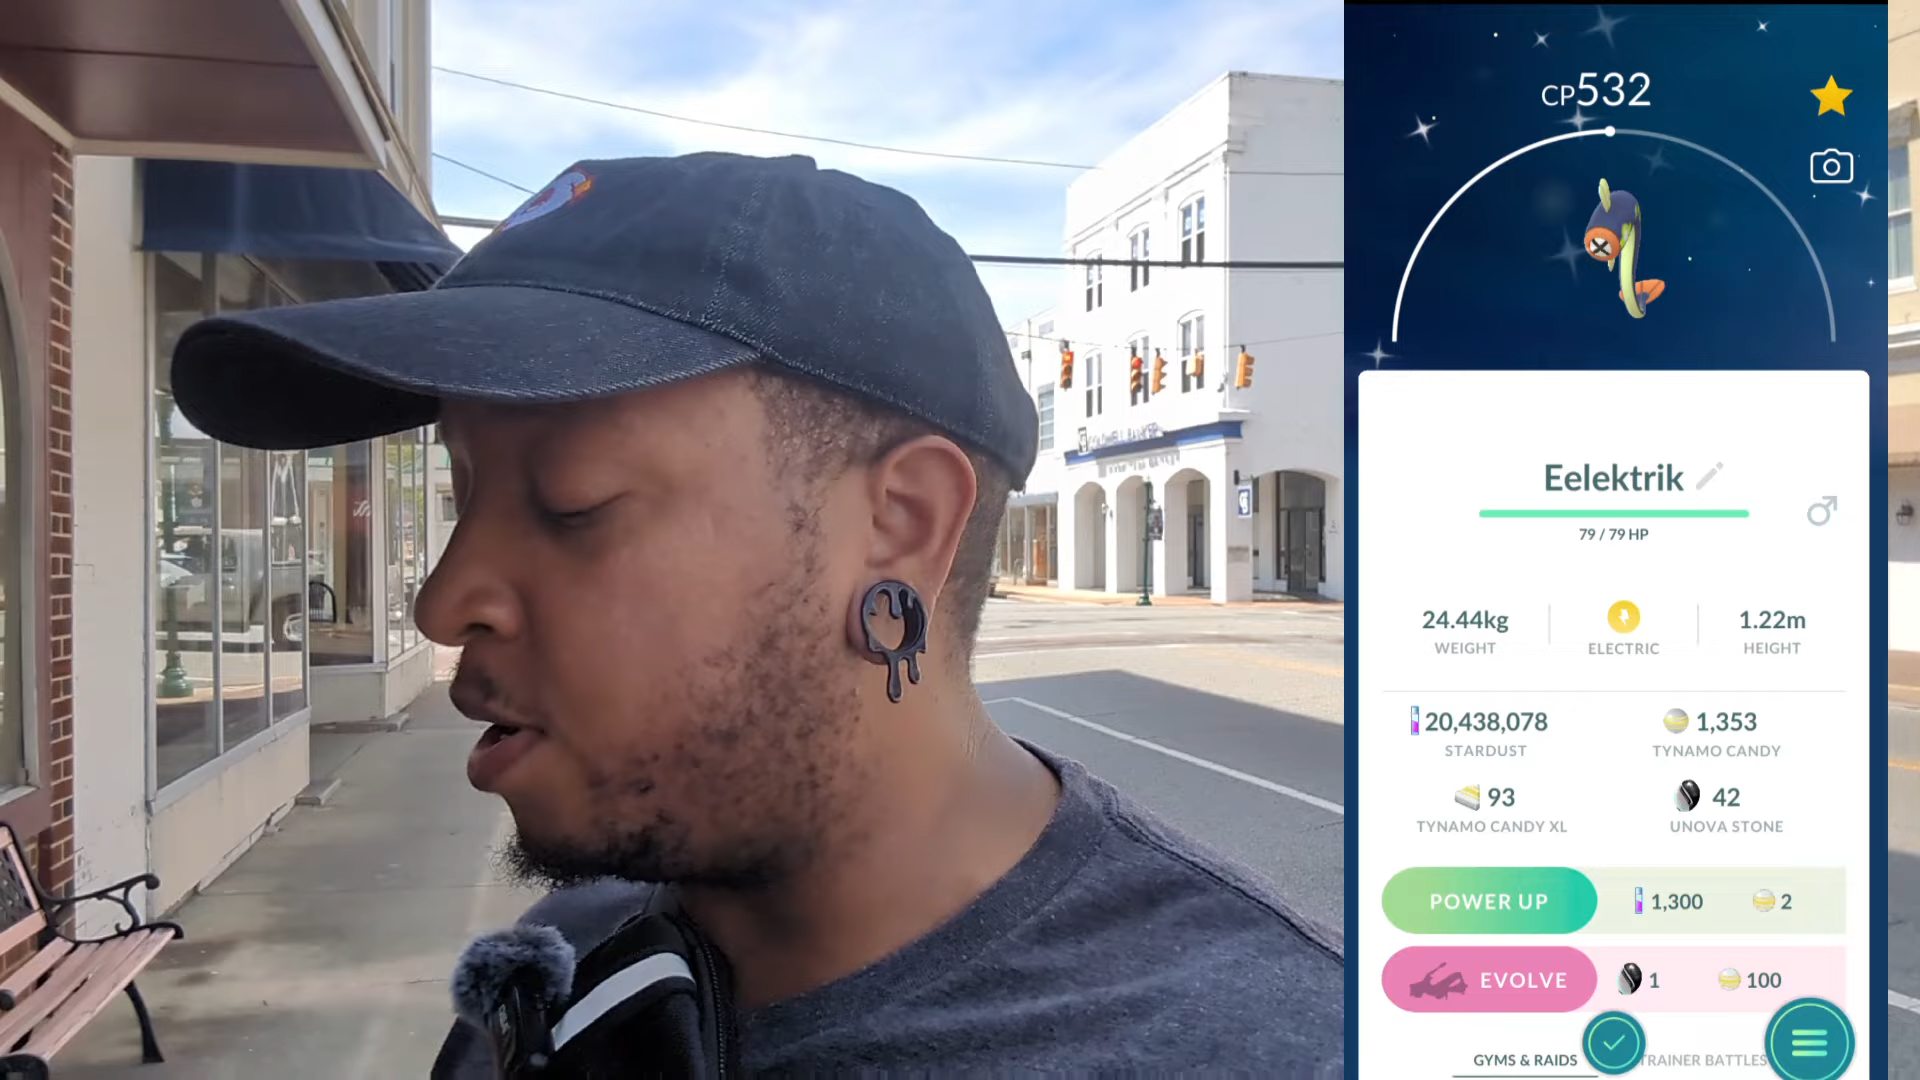 CP532
Eelektrik
79 / 79 HP
24.44kg
WEIGHT
ELECTRIC
1.22m
HEIGHT
20,438,078
STARDUST
1,353
TYNAMO CANDY
93
TYNAMO CANDY XL
42
UNOVA STONE
POWER UP 1,300 2
EVOLVE 1 100
GYMS & RAIDS TRAINER BATTLES
COLDWELL BANKER